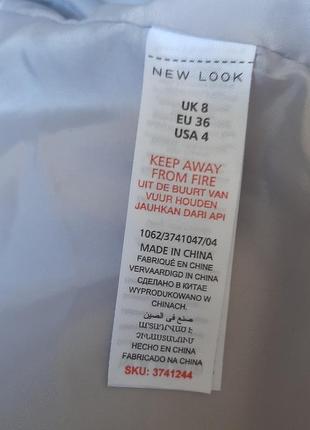 NEW LOOK
UK 8
EU 36
USA 4
KEEP AWAY
FROM FIRE
UIT DE BUURT VAN
VUUR HOUDEN
JAUHKAN DARI API
1062/3741047/04
MADE IN CHINA
FABRIQUÉ EN CHINE
VERVAARDIGD IN CHINA
СДЕЛАНО В КИТАЕ
WYPRODUKOWANO W
CHINACH.
صنع في الصين
ԱՐՏԱԴՐՎԱԾ Է
ՉԻՆԱՍՏԱՆՈՒՄ
HECHO EN CHINA
FABRICADO NA CHINA
SKU: 3741244